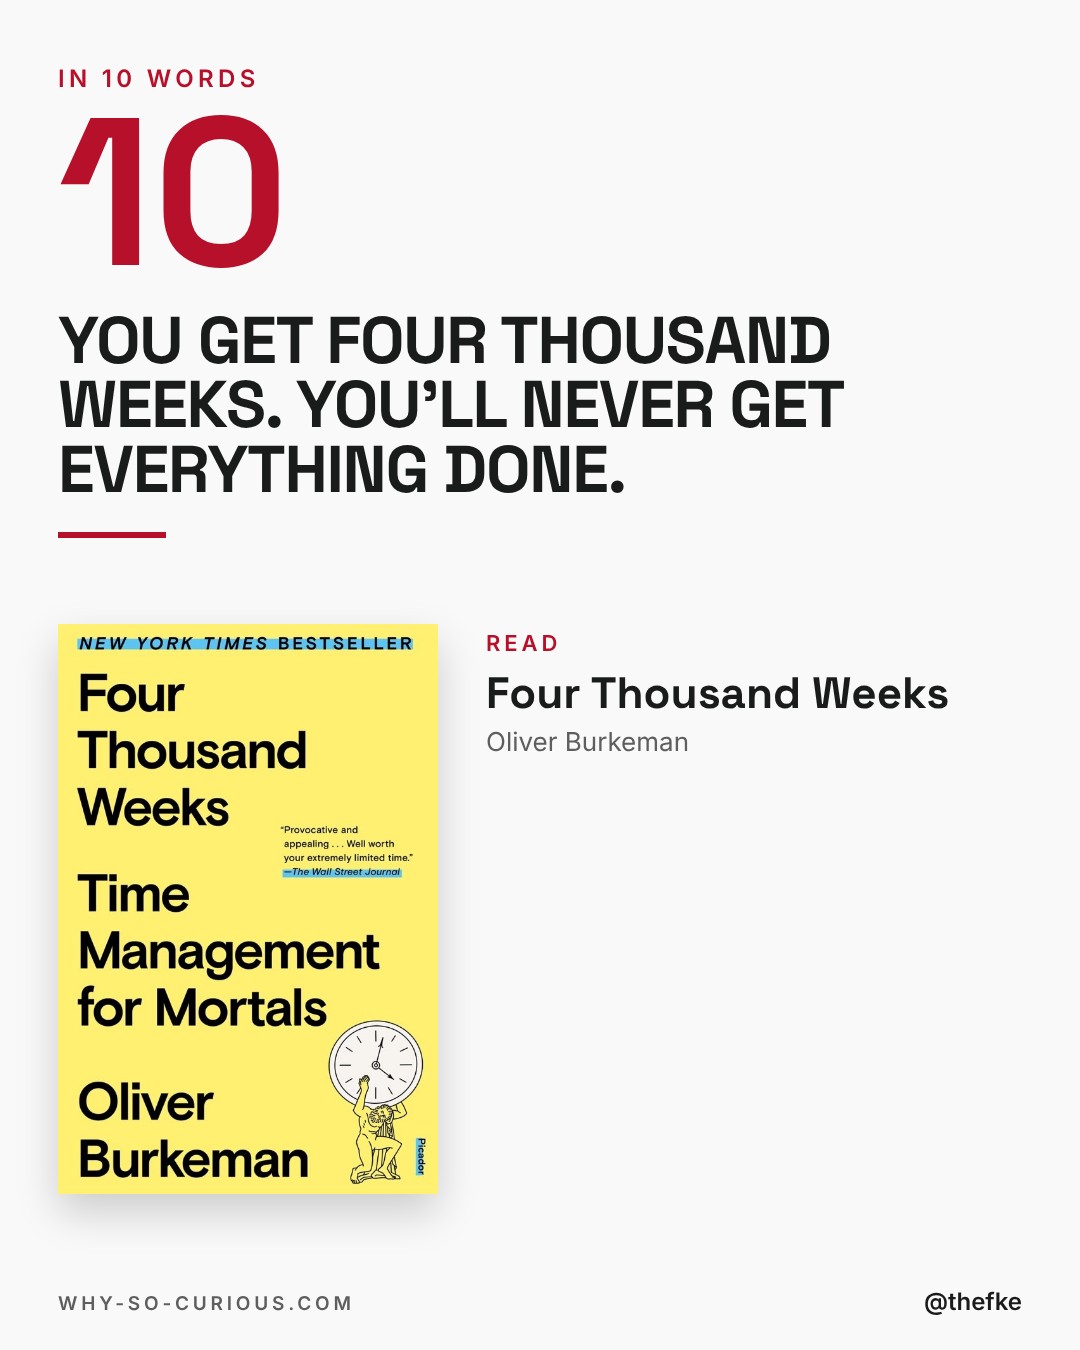 IN 10 WORDS
10
YOU GET FOUR THOUSAND
WEEKS. YOU’LL NEVER GET
EVERYTHING DONE.
NEW YORK TIMES BESTSELLER
Four
Thousand
Weeks
“Provocative and
appealing . . . Well worth
your extremely limited time.”
—The Wall Street Journal
Time
Management
for Mortals
Oliver
Burkeman
Picador
READ
Four Thousand Weeks
Oliver Burkeman
WHY-SO-CURIOUS.COM
@thefke